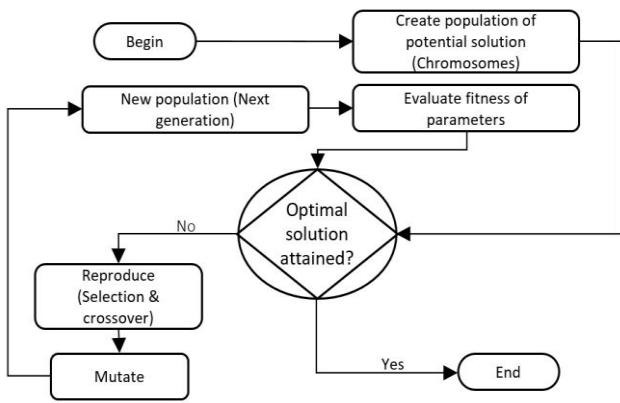 Begin
Create population of
potential solution
(Chromosomes)
New population (Next
generation)
Evaluate fitness of
parameters
Optimal
solution
attained?
No
Reproduce
(Selection &
crossover)
Mutate
Yes
End